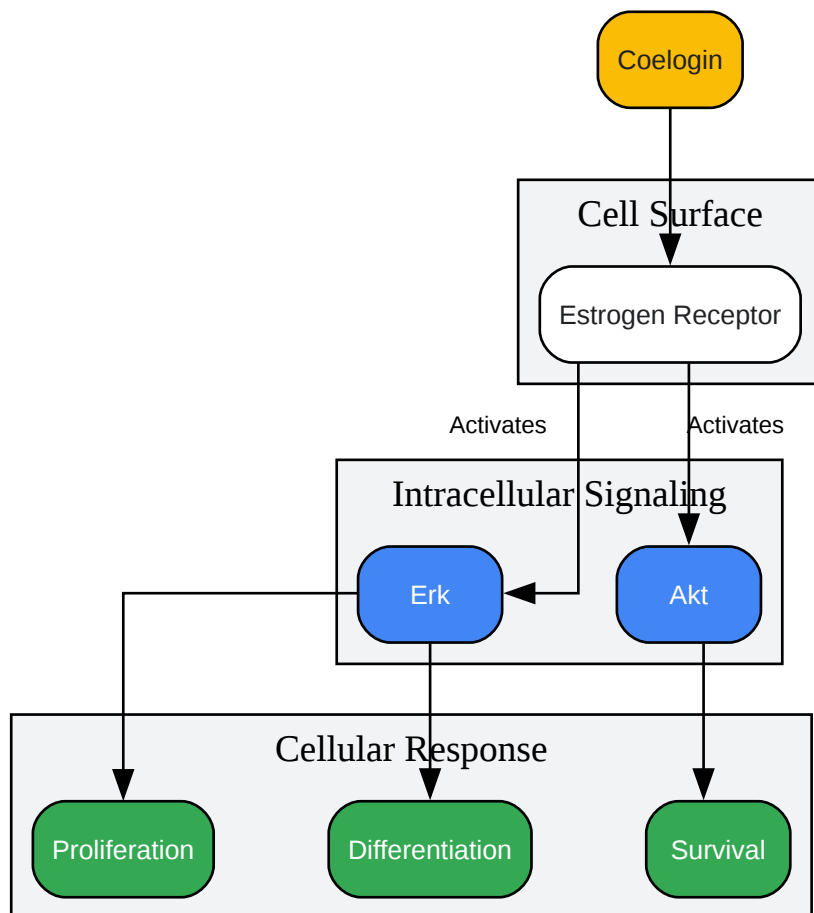 Coelogin
Cell Surface
Estrogen Receptor
Activates
Activates
Intracellular Signaling
Erk
Akt
Cellular Response
Proliferation
Differentiation
Survival